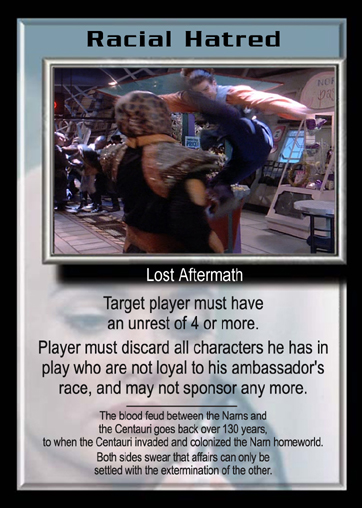 Racial Hatred
Lost Aftermath
Target player must have
an unrest of 4 or more.
Player must discard all characters he has in
play who are not loyal to his ambassador's
race, and may not sponsor any more.
The blood feud between the Narns and
the Centauri goes back over 130 years,
to when the Centauri invaded and colonized the Narn homeworld.
Both sides swear that affairs can only be
settled with the extermination of the other.